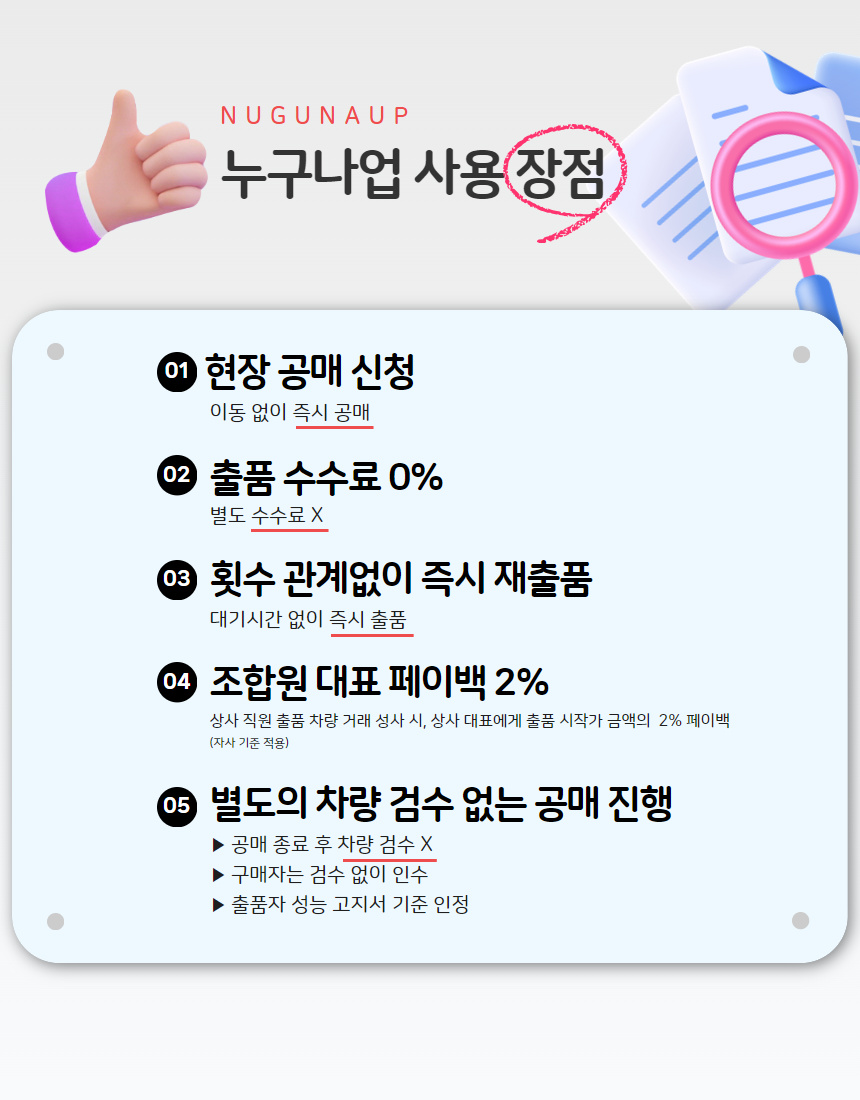 NUGUNAUP
누구나업 사용 장점
01 현장 공매 신청
이동 없이 즉시 공매
02 출품 수수료 0%
별도 수수료 X
03 횟수 관계없이 즉시 재출품
대기시간 없이 즉시 출품
04 조합원 대표 페이백 2%
상사 직원 출품 차량 거래 성사 시, 상사 대표에게 출품 시작가 금액의 2% 페이백
(자사 기준 적용)
05 별도의 차량 검수 없는 공매 진행
▶ 공매 종료 후 차량 검수 X
▶ 구매자는 검수 없이 인수
▶ 출품자 성능 고지서 기준 인정